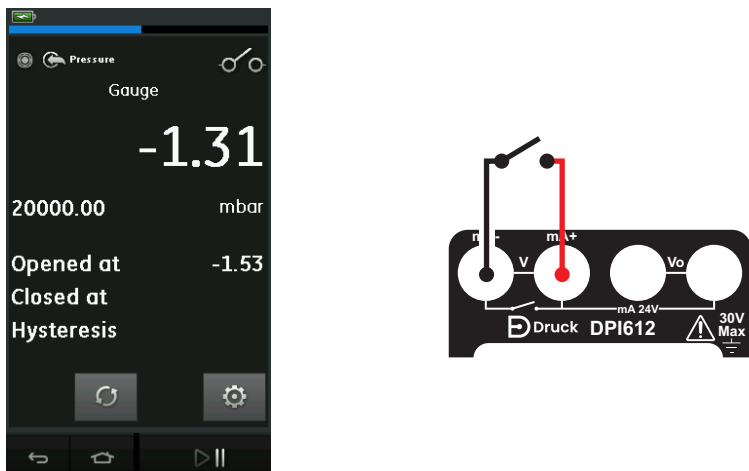 Pressure
Gauge
-1.31
20000.00 mbar
Opened at -1.53
Closed at
Hysteresis
mA+
V Vo
mA 24V
Druck DPI612 30V
Max